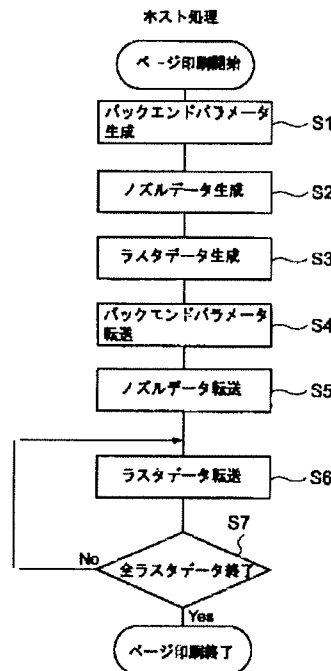 ホスト処理
ページ印刷開始
バックエンドパラメータ
生成
S1
ノズルデータ生成
S2
ラスタデータ生成
S3
バックエンドパラメータ
転送
S4
ノズルデータ転送
S5
ラスタデータ転送
S6
S7
No
全ラスタデータ終了
Yes
ページ印刷終了